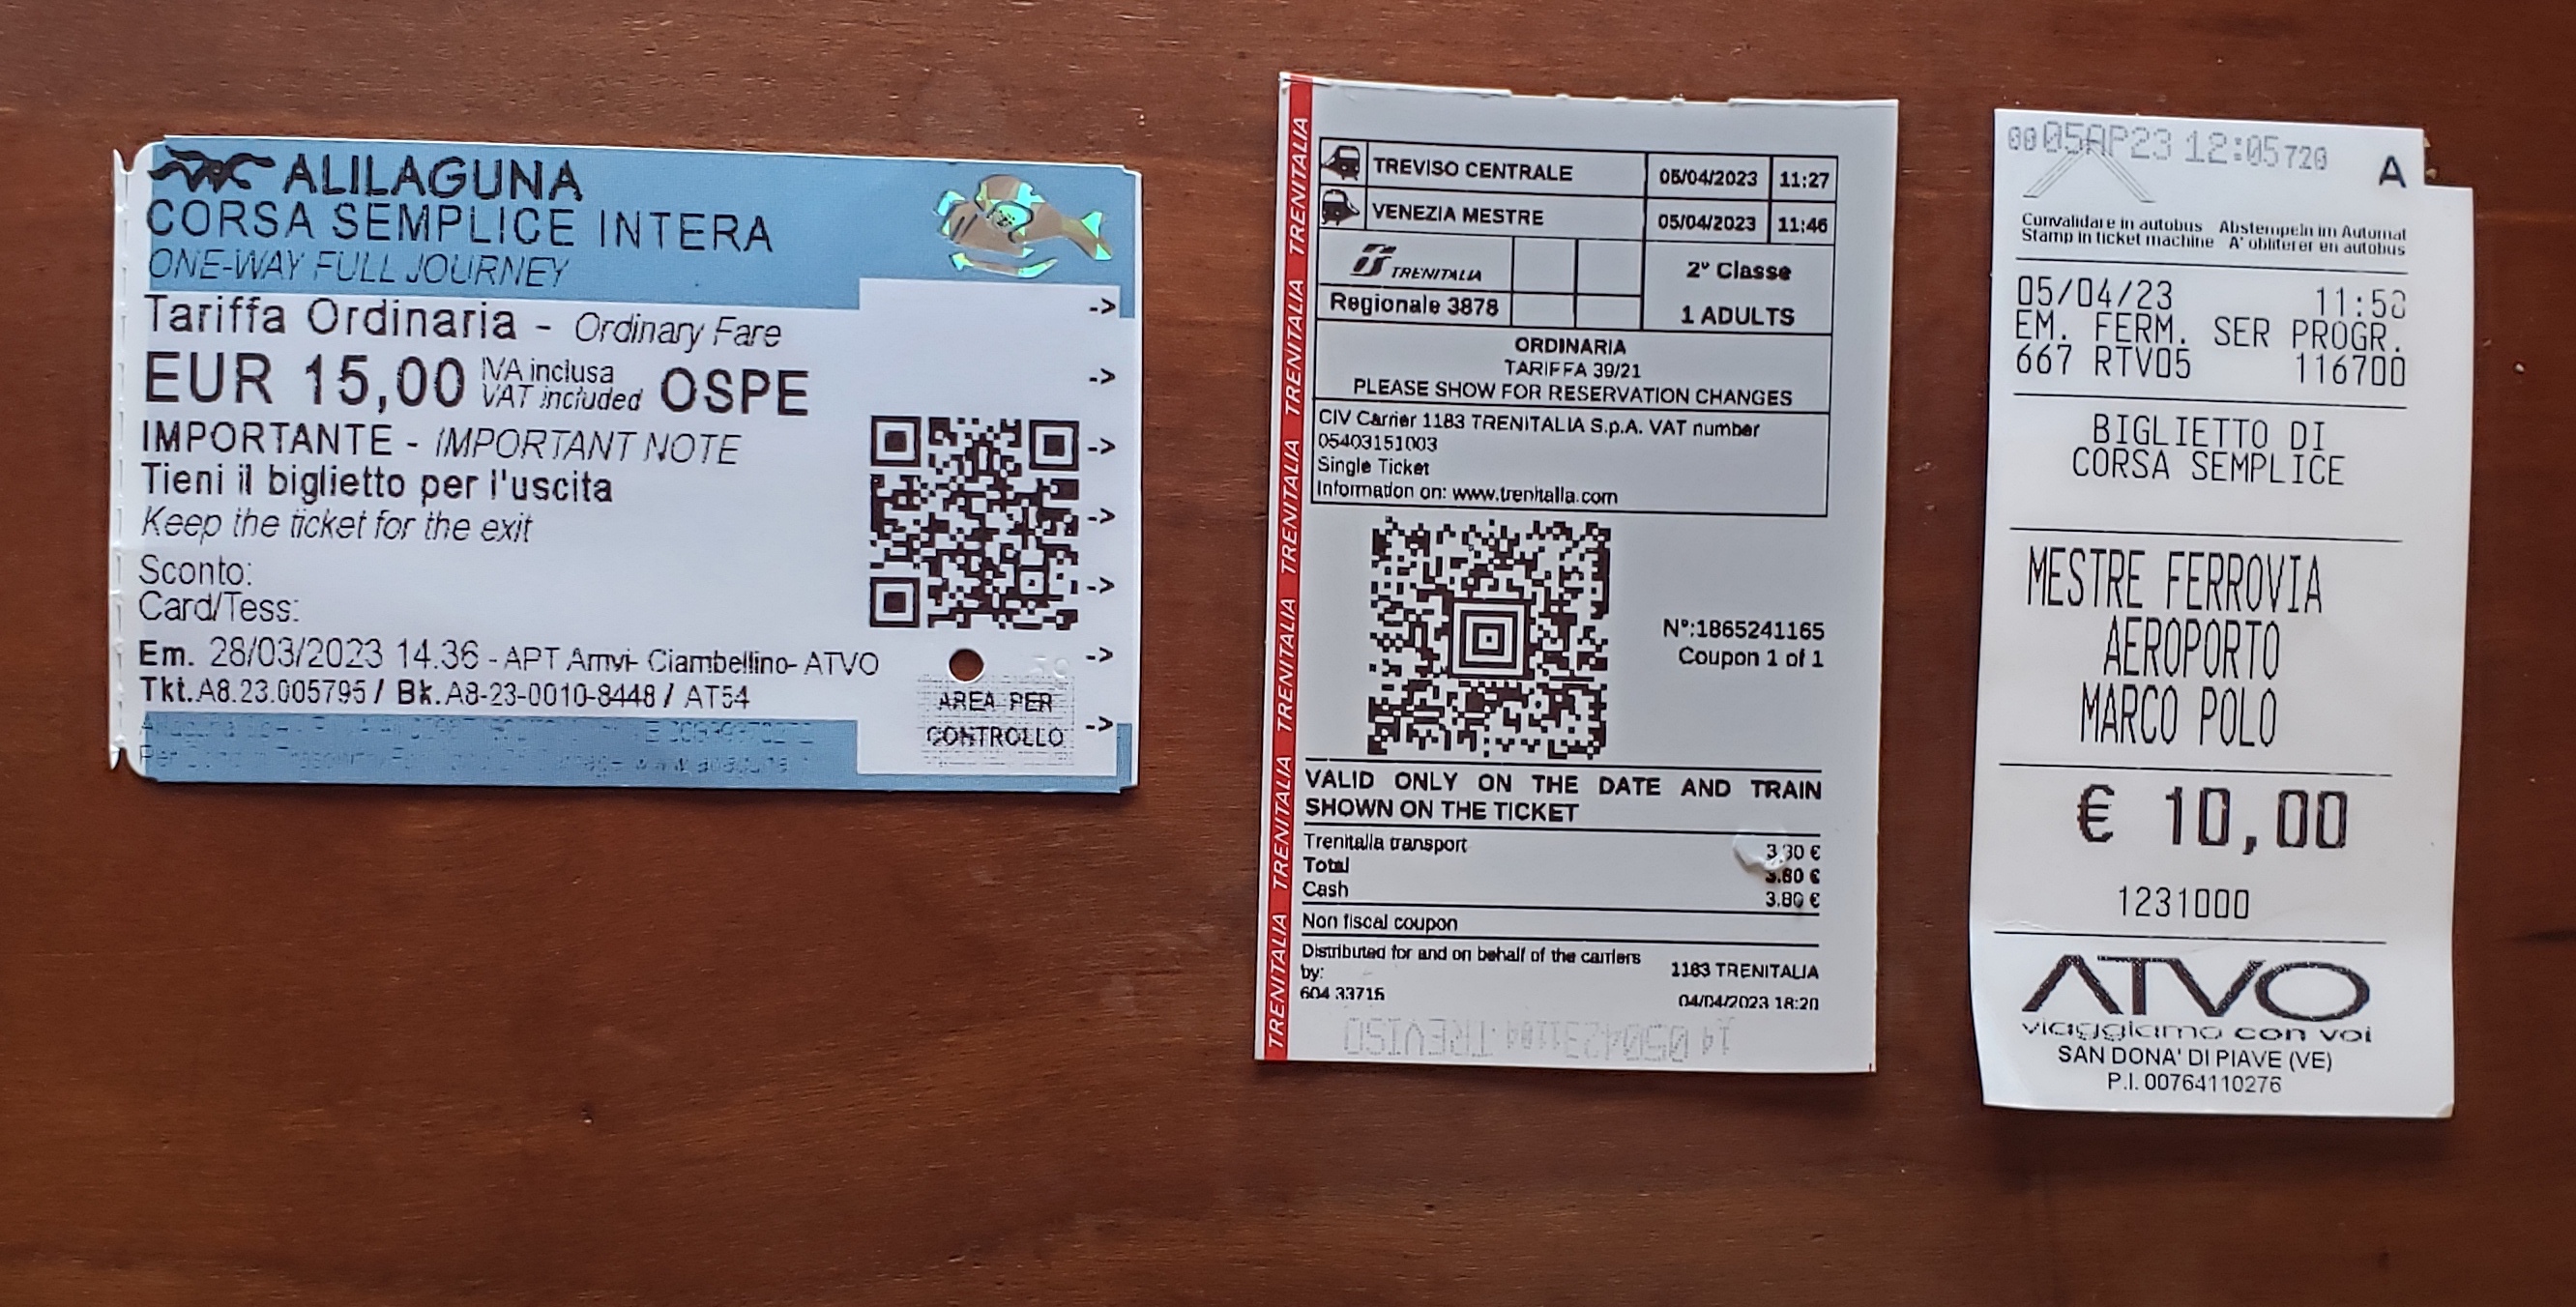 ALILAGUNA
CORSA SEMPLICE INTERA
ONE-WAY FULL JOURNEY
Tariffa Ordinaria - Ordinary Fare
EUR 15,00 IVA inclusa VAT included OSPE
IMPORTANTE - IMPORTANT NOTE
Tieni il biglietto per l'uscita
Keep the ticket for the exit
Sconto:
Card/Tess:
Em. 28/03/2023 14.36 - APT Arrivi- Ciambellino- ATVO
Tkt.A8.23.005795 / Bk.A8-23-0010-8448 / AT54
AREA PER
CONTROLLO
->
->
->
->
->
->
->
TRENITALIA TRENITALIA TRENITALIA TRENITALIA TRENITALIA TRENITALIA
TREVISO CENTRALE 05/04/2023 11:27
VENEZIA MESTRE 05/04/2023 11:46
TRENITALIA 2ª Classe
Regionale 3878 1 ADULTS
ORDINARIA
TARIFFA 39/21
PLEASE SHOW FOR RESERVATION CHANGES
CIV Carrier 1183 TRENITALIA S.p.A. VAT number
05403151003
Single Ticket
Information on: www.trenitalia.com
N°:1865241165
Coupon 1 of 1
VALID ONLY ON THE DATE AND TRAIN
SHOWN ON THE TICKET
Trenitalia transport 3.80 €
Total 3.80 €
Cash 3.80 €
Non fiscal coupon
Distributed for and on behalf of the carriers
by: 1183 TRENITALIA
604 33715 04/04/2023 18:20
14 0504231104 TREVISO
00 05AP23 12:05 720
A
Convalidare in autobus Abstempeln im Automat
Stamp in ticket machine A' obliterer en autobus
05/04/23
EM. FERM. SER PROGR.
667 RTV05 116700
BIGLIETTO DI
CORSA SEMPLICE
MESTRE FERROVIA
AEROPORTO
MARCO POLO
€ 10,00
1231000
ATVO
viaggiamo con voi
SAN DONA' DI PIAVE (VE)
P.I. 00764110276